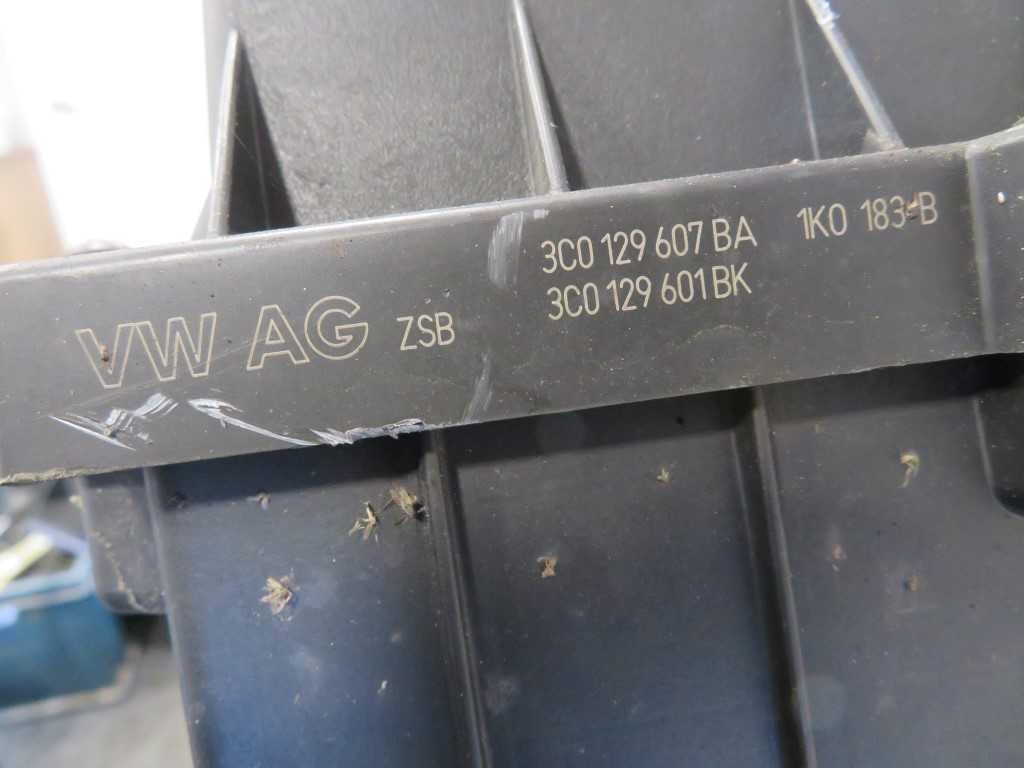 3C0 129 607 BA 1K0 183-B
3C0 129 601 BK
VW AG ZSB